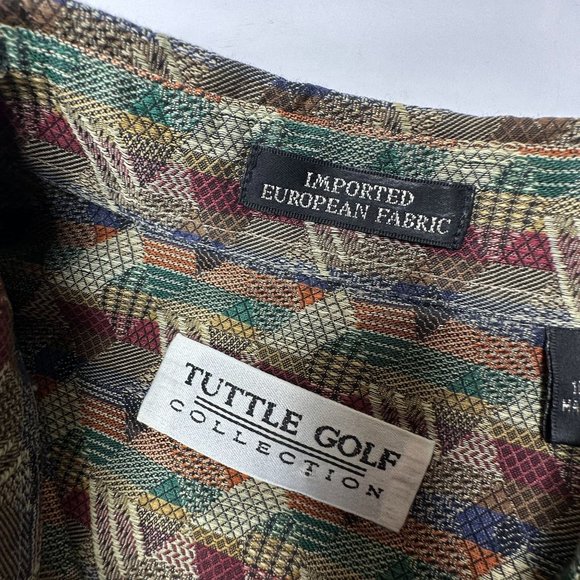 IMPORTED
EUROPEAN FABRIC
TUTTLE GOLF
COLLECTION